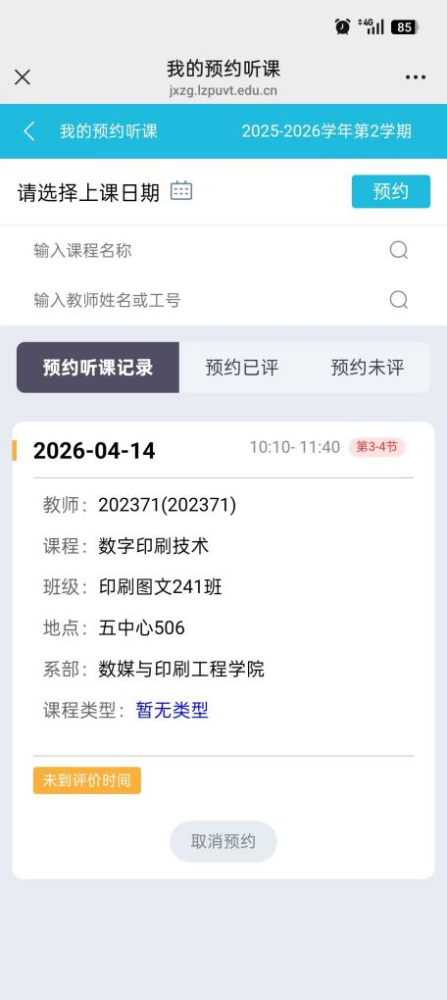 4G 85
我的预约听课
jxzg.lzpuvt.edu.cn
我的预约听课 2025-2026学年第2学期
请选择上课日期 预约
输入课程名称
输入教师姓名或工号
预约听课记录 预约已评 预约未评
2026-04-14 10:10- 11:40 第3-4节
教师：202371(202371)
课程：数字印刷技术
班级：印刷图文241班
地点：五中心506
系部：数媒与印刷工程学院
课程类型：暂无类型
未到评价时间
取消预约